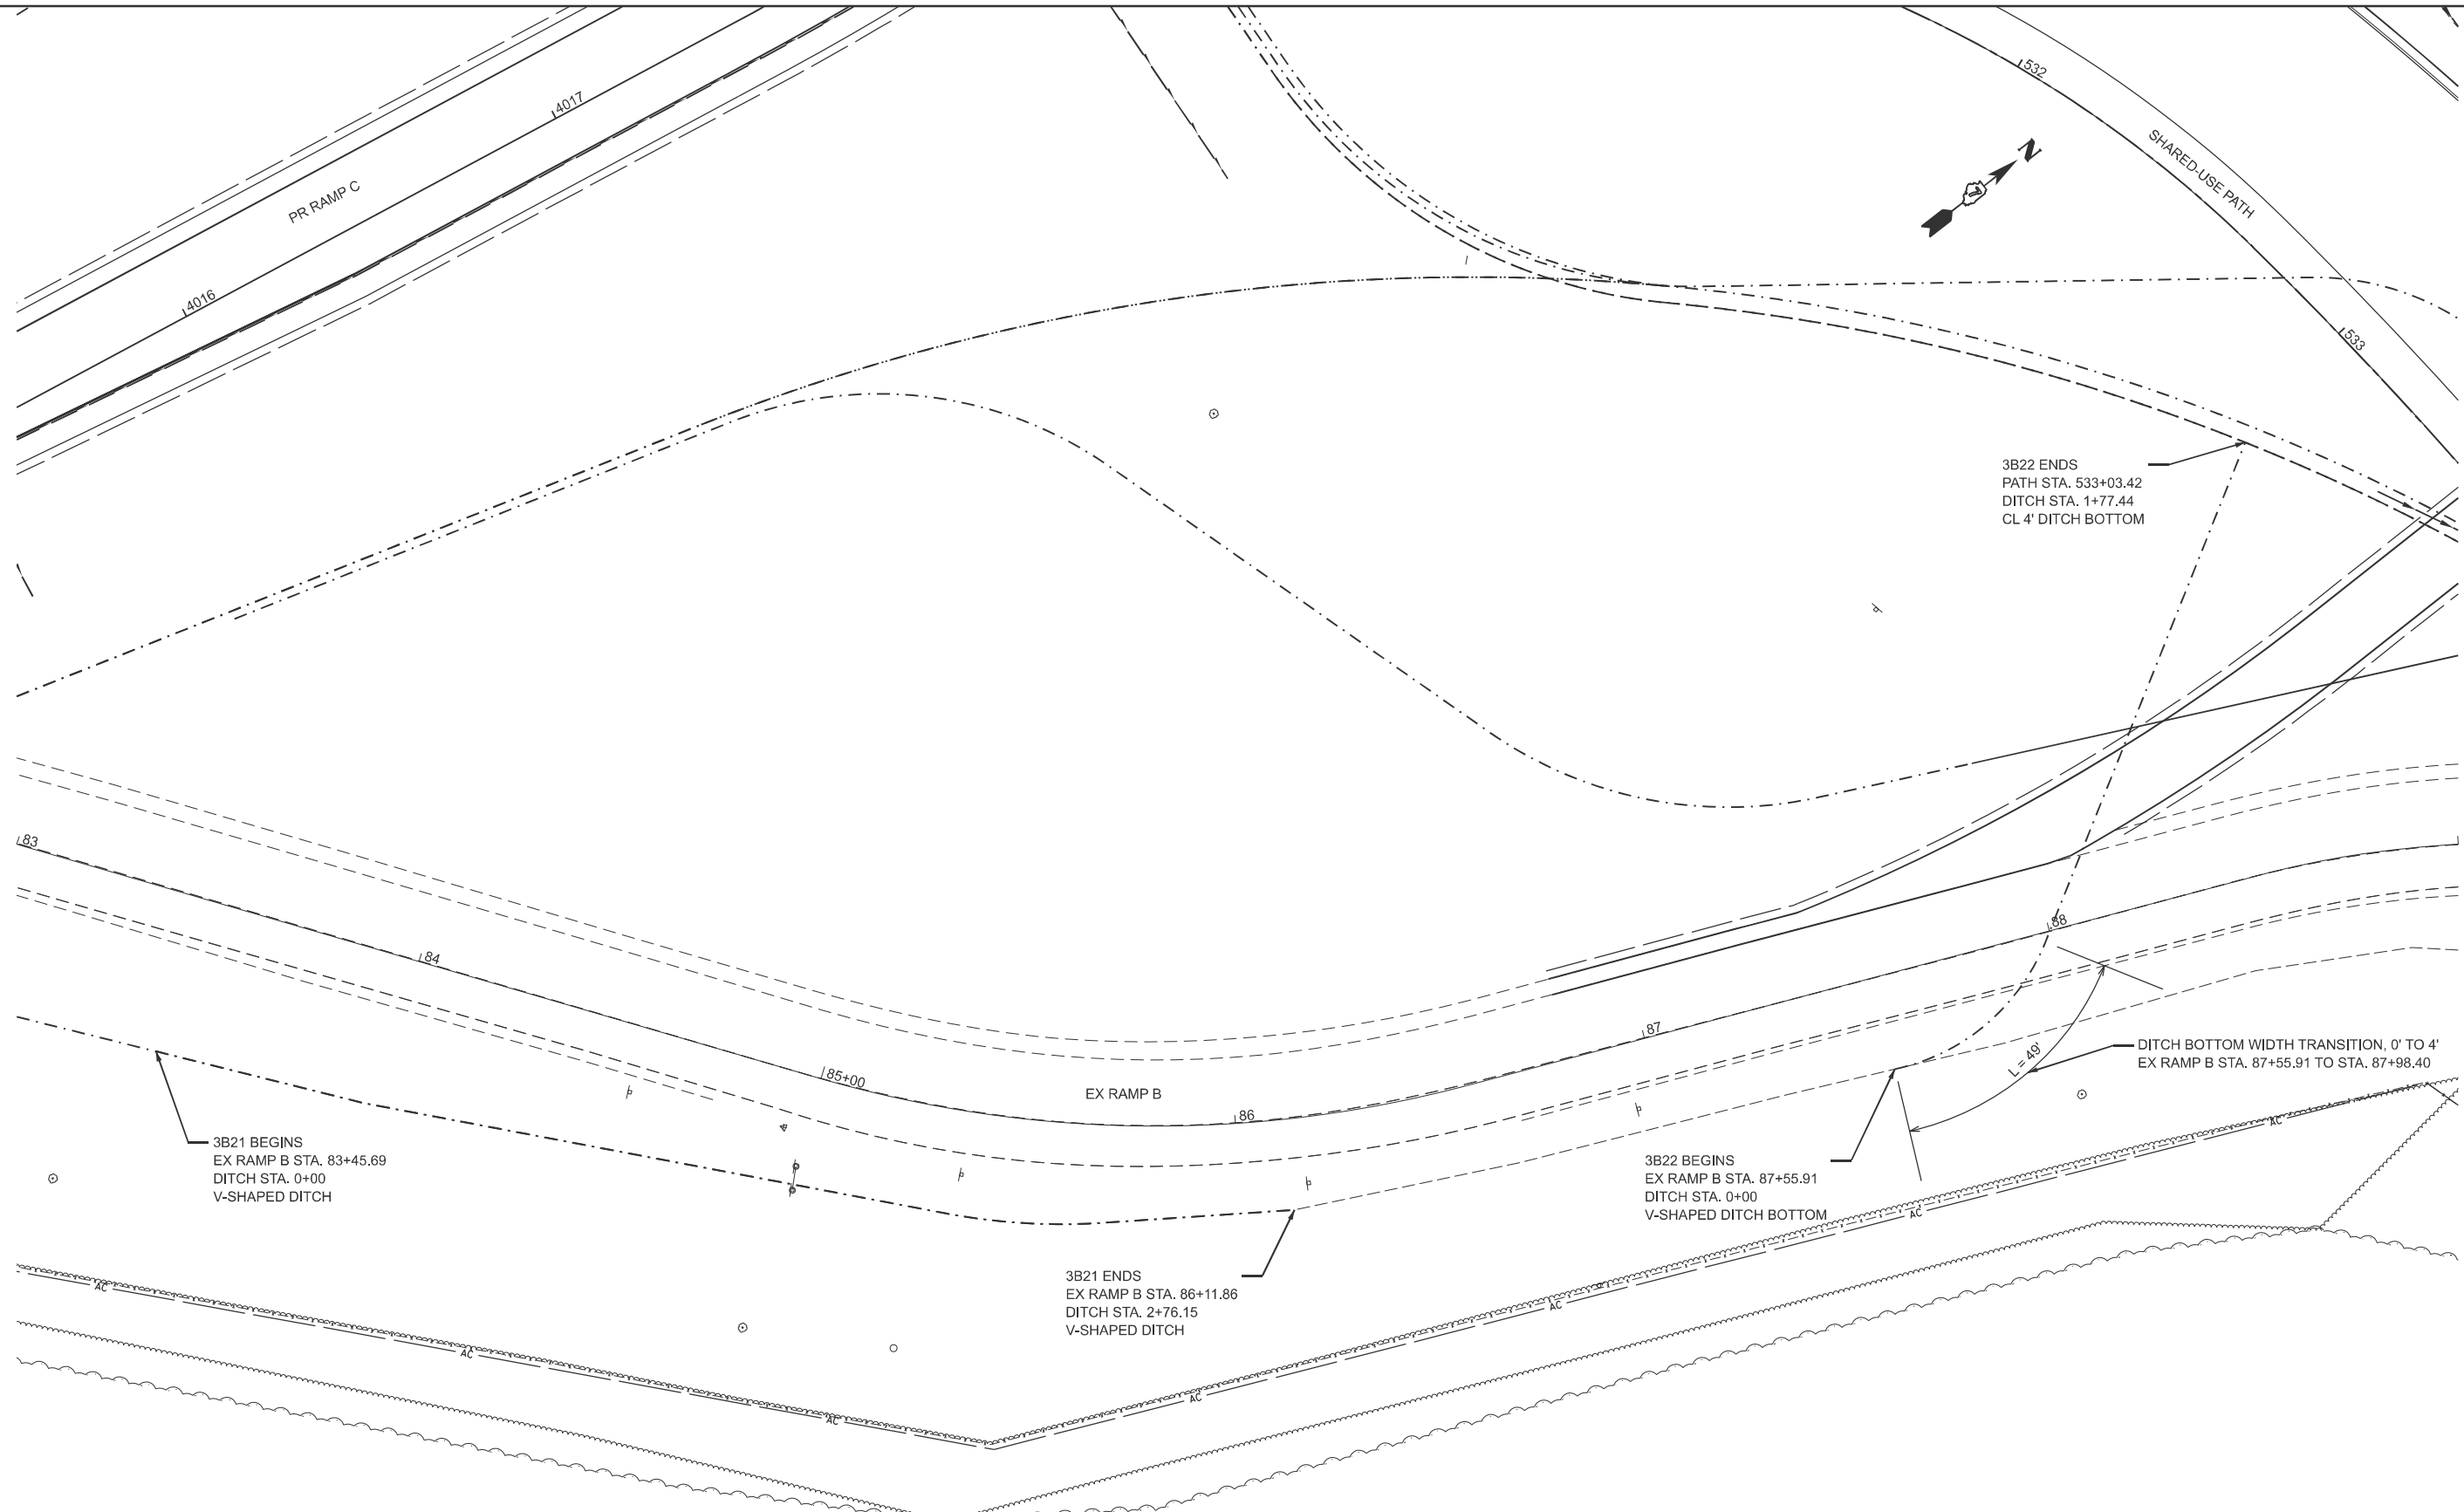 4017
532
N
SHARED-USE PATH
PR RAMP C
4016
533
3B22 ENDS
PATH STA. 533+03.42
DITCH STA. 1+77.44
CL 4' DITCH BOTTOM
83
84
88
87
L = 49'
DITCH BOTTOM WIDTH TRANSITION, 0' TO 4'
EX RAMP B STA. 87+55.91 TO STA. 87+98.40
85+00
EX RAMP B
86
3B21 BEGINS
EX RAMP B STA. 83+45.69
DITCH STA. 0+00
V-SHAPED DITCH
3B22 BEGINS
EX RAMP B STA. 87+55.91
DITCH STA. 0+00
V-SHAPED DITCH BOTTOM
3B21 ENDS
EX RAMP B STA. 86+11.86
DITCH STA. 2+76.15
V-SHAPED DITCH
AC
AC
AC
AC
AC
AC
AC